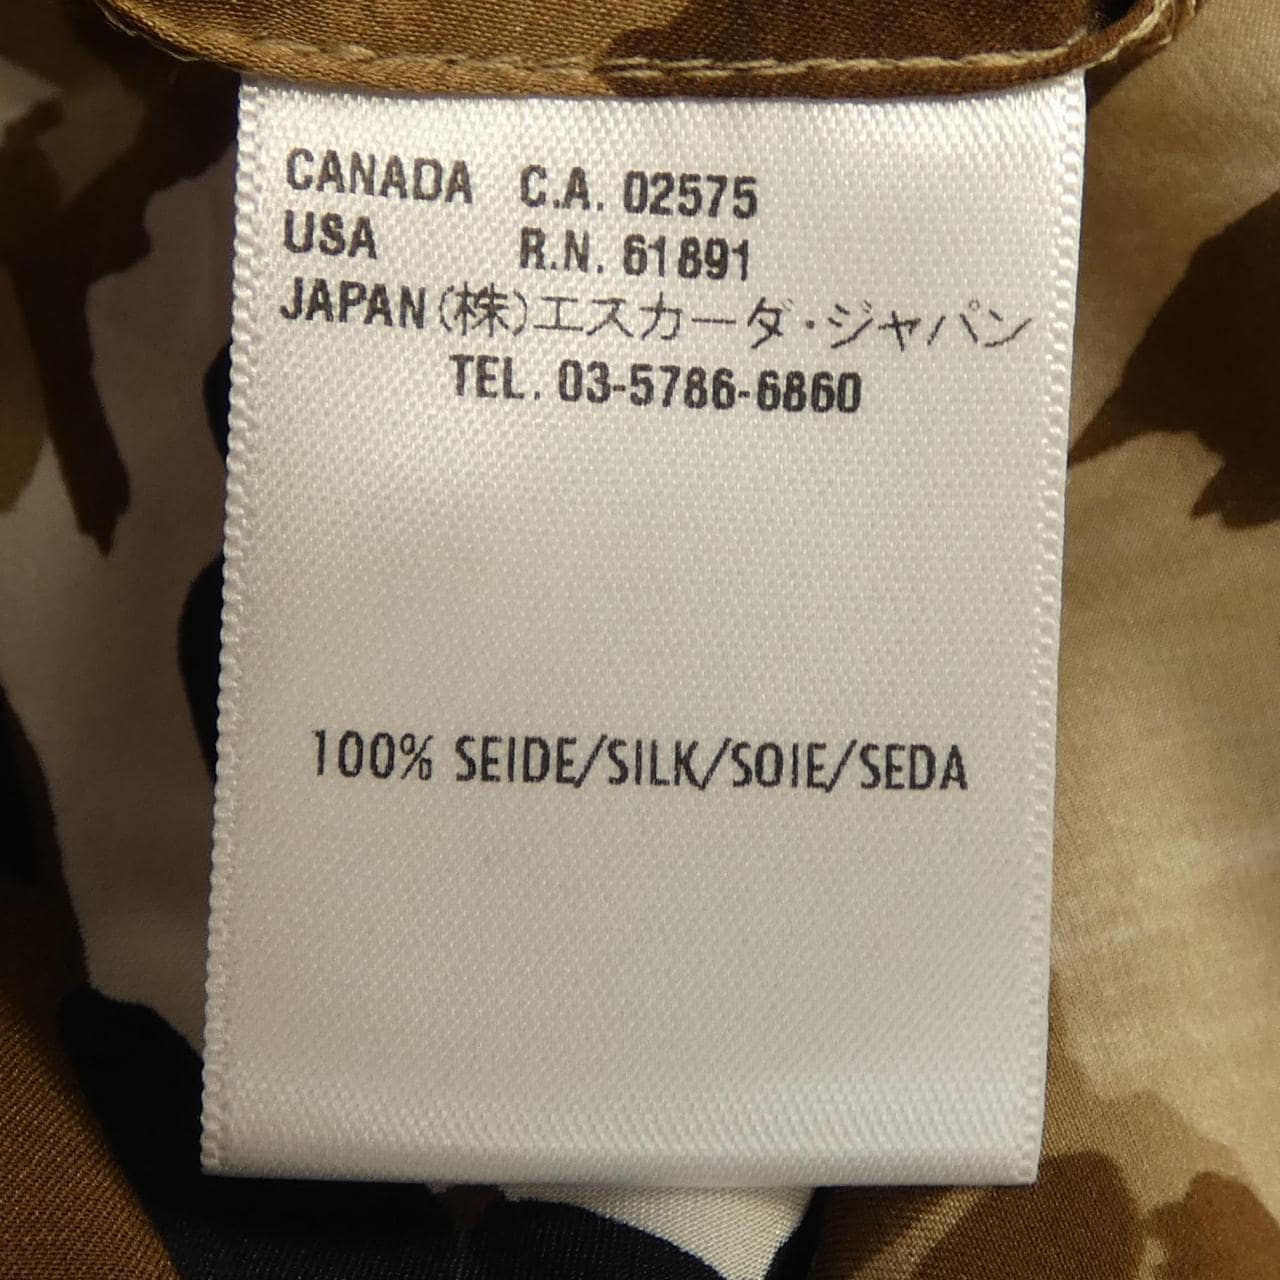 CANADA C.A. 02575
USA R.N. 61891
JAPAN (株)エスカーダ・ジャパン
TEL. 03-5786-6860
100% SEIDE/SILK/SOIE/SEDA